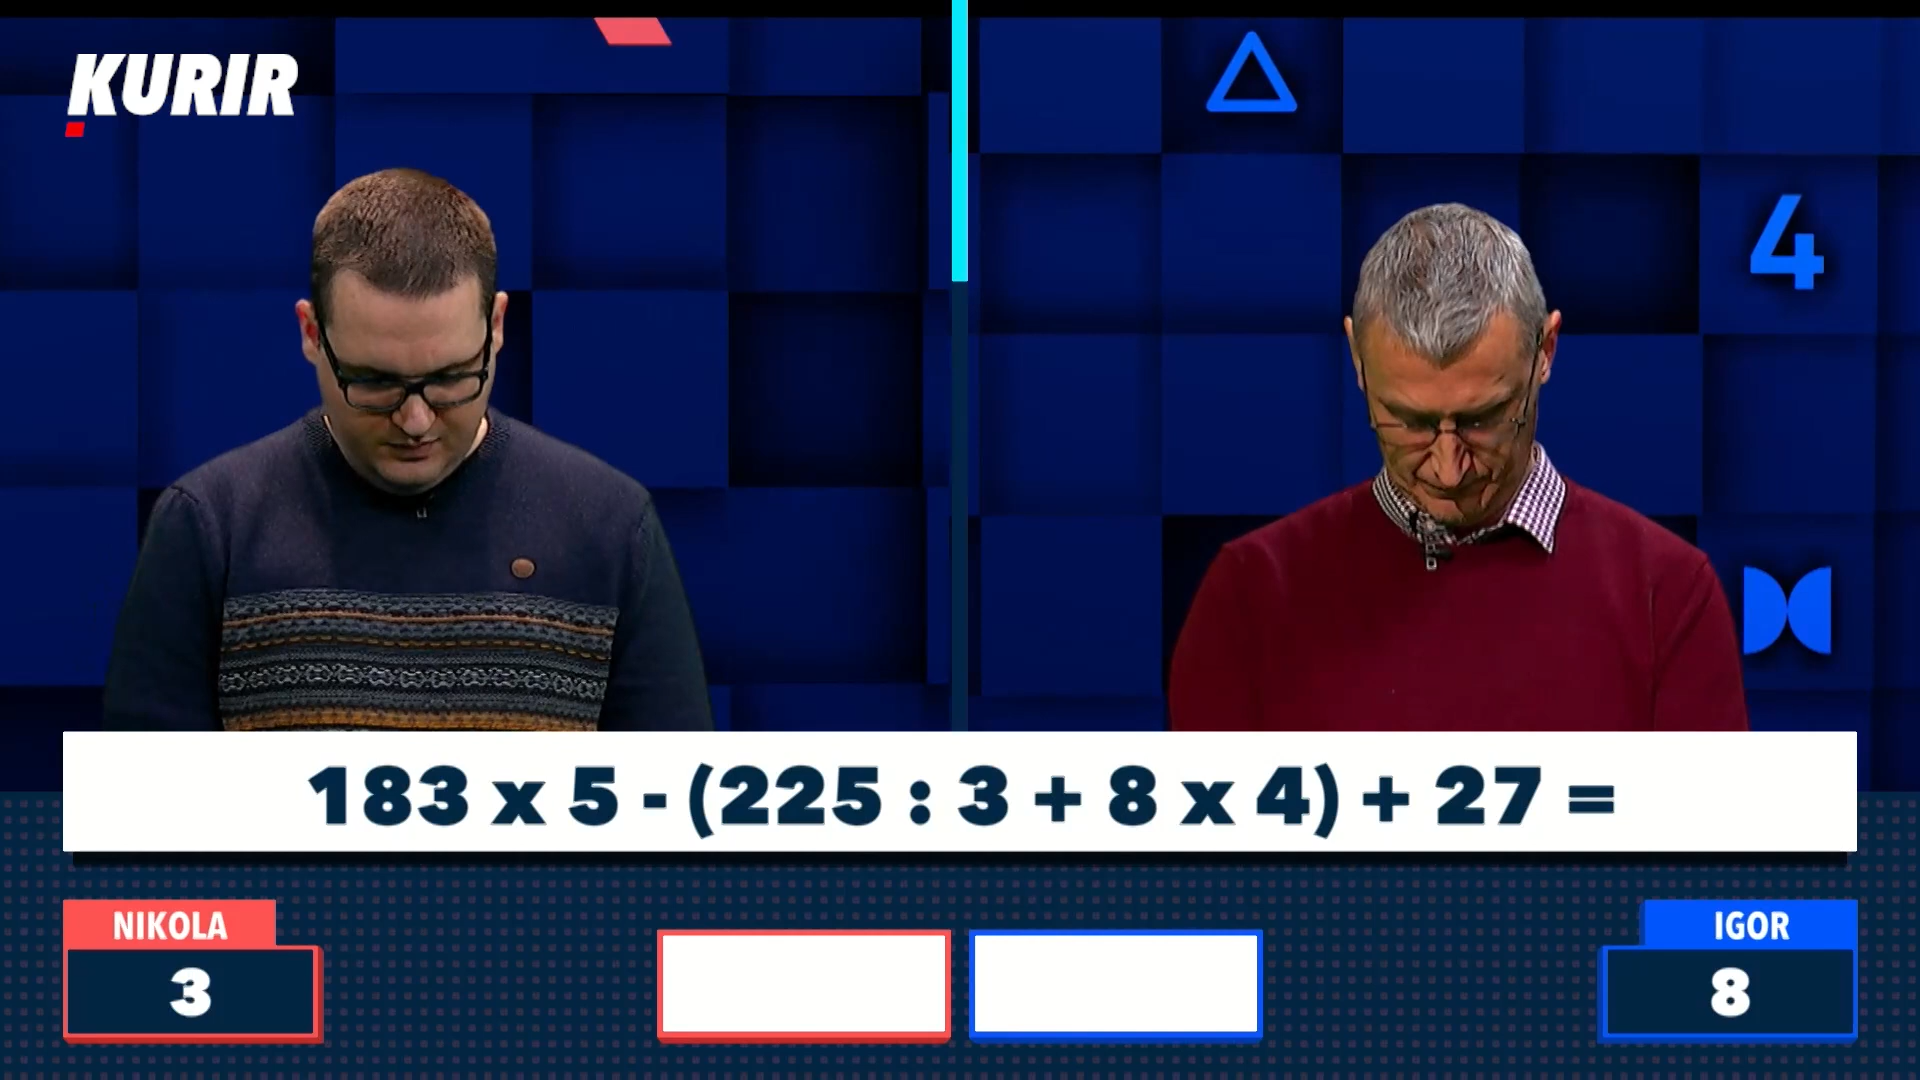 KURIR
4
183 x 5 - (225 : 3 + 8 x 4) + 27 =
NIKOLA
3
IGOR
8